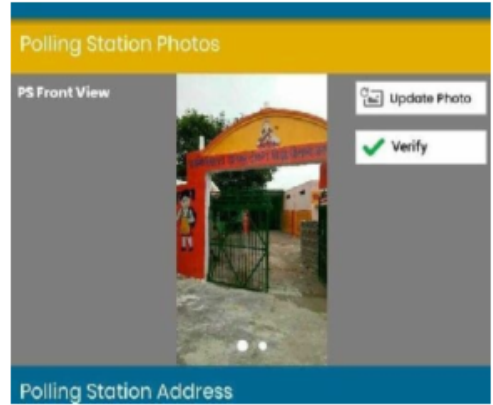 Polling Station Photos
PS Front View
Update Photo
Verify
Polling Station Address